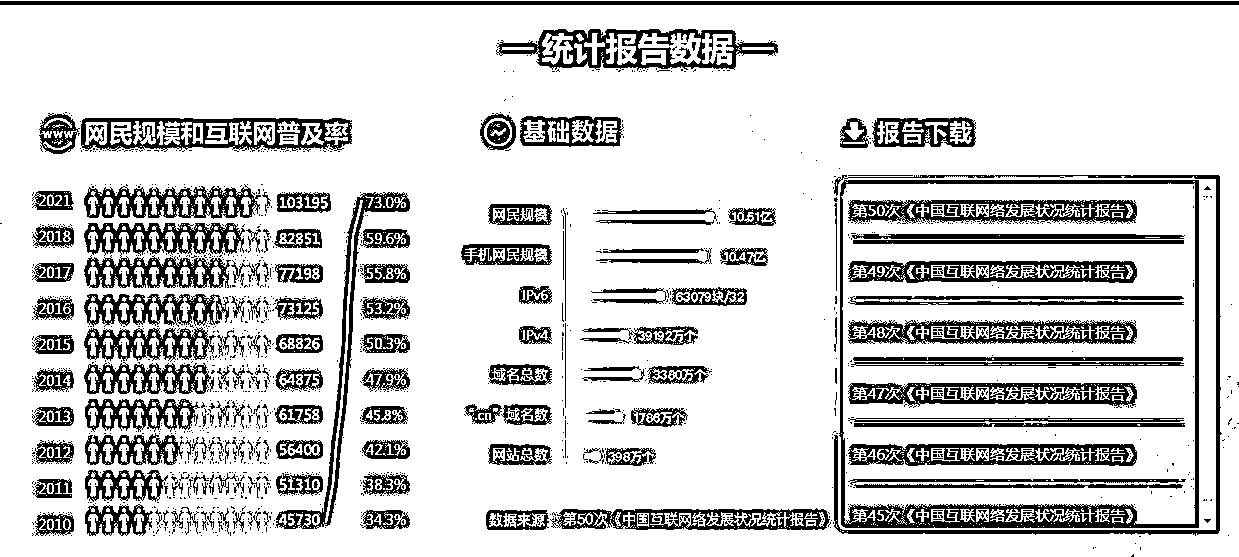 统计报告数据
www 网民规模和互联网普及率
2021 103195 73.0%
2018 82851 59.6%
2017 77198 55.8%
2016 73125 53.2%
2015 68826 50.3%
2014 64875 47.9%
2013 61758 45.8%
2012 56400 42.1%
2011 51310 38.3%
2010 45730 34.3%
基础数据
网民规模 10.51亿
手机网民规模 10.47亿
IPv6 63079块/32
IPv4 39192万个
域名总数 3380万个
“.cn”域名数 1786万个
网站总数 398万个
数据来源 第50次《中国互联网络发展状况统计报告》
报告下载
第50次《中国互联网络发展状况统计报告》
第49次《中国互联网络发展状况统计报告》
第48次《中国互联网络发展状况统计报告》
第47次《中国互联网络发展状况统计报告》
第46次《中国互联网络发展状况统计报告》
第45次《中国互联网络发展状况统计报告》